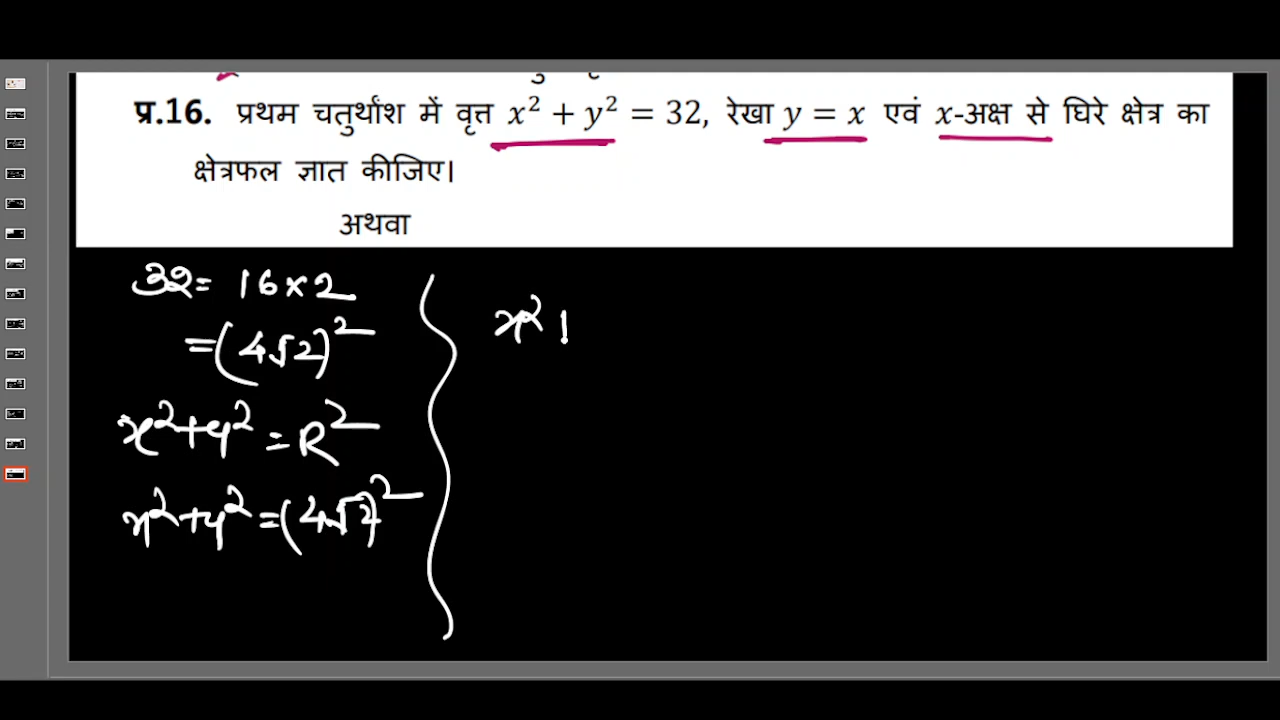 प्र.16. प्रथम चतुर्थांश में वृत्त x² + y² = 32, रेखा y = x एवं x-अक्ष से घिरे क्षेत्र का
क्षेत्रफल ज्ञात कीजिए।
अथवा
32 = 16 × 2
= (4√2)²
x² + y² = R²
x² + y² = (4√2)²
x²